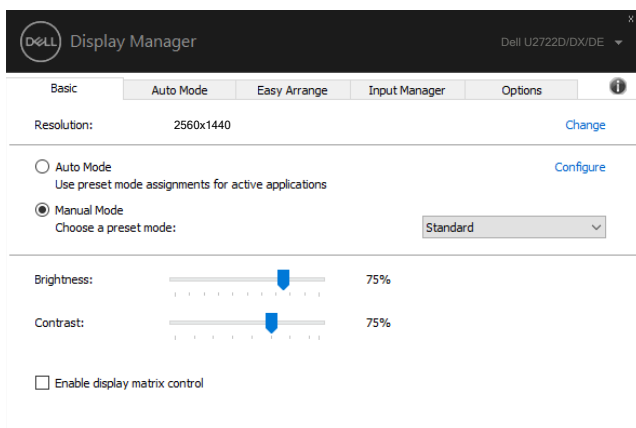 x
DELL Display Manager Dell U2722D/DX/DE
Basic Auto Mode Easy Arrange Input Manager Options i
Resolution: 2560x1440 Change
Auto Mode Configure
Use preset mode assignments for active applications
Manual Mode
Choose a preset mode: Standard
Brightness: 75%
Contrast: 75%
Enable display matrix control